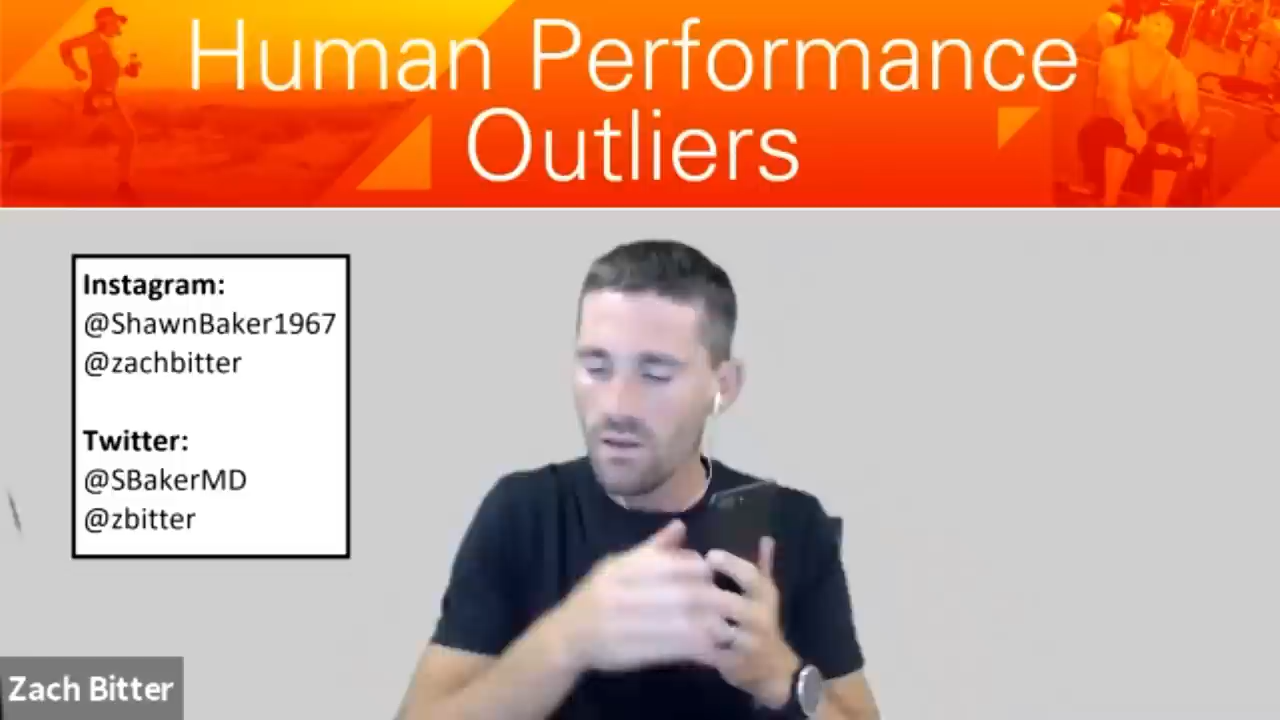 Human Performance
Outliers
Instagram:
@ShawnBaker1967
@zachbitter
Twitter:
@SBakerMD
@zbitter
Zach Bitter